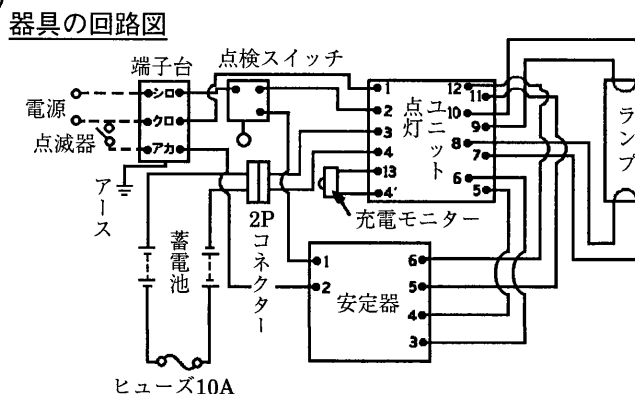 器具の回路図
点検スイッチ
端子台
電源
点滅器
シロ
クロ
アカ
アース
蓄電池
2Pコネクター
ヒューズ10A
充電モニター
点灯ユニット
1
2
3
4
13
4'
12
11
10
9
8
7
6
5
ランプ
安定器
1
2
6
5
4
3